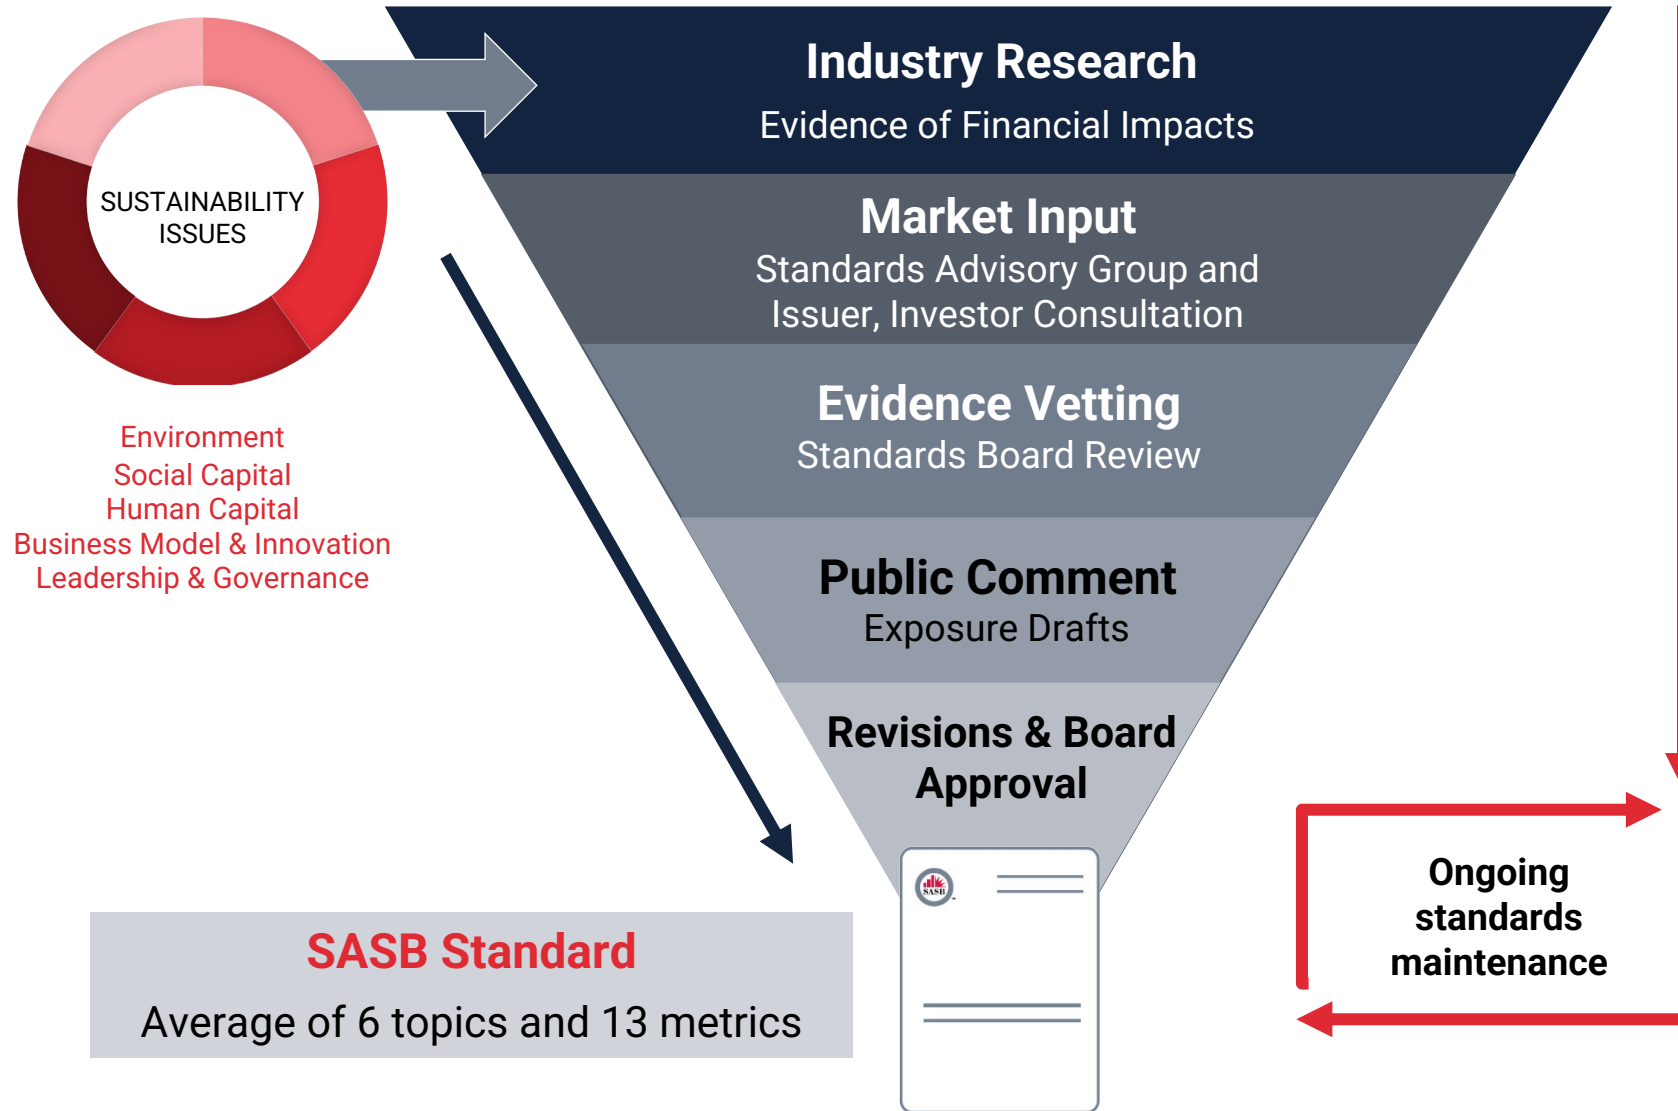 SUSTAINABILITY
ISSUES
Environment
Social Capital
Human Capital
Business Model & Innovation
Leadership & Governance
Industry Research
Evidence of Financial Impacts
Market Input
Standards Advisory Group and
Issuer, Investor Consultation
Evidence Vetting
Standards Board Review
Public Comment
Exposure Drafts
Revisions & Board
Approval
SASB
SASB Standard
Average of 6 topics and 13 metrics
Ongoing
standards
maintenance